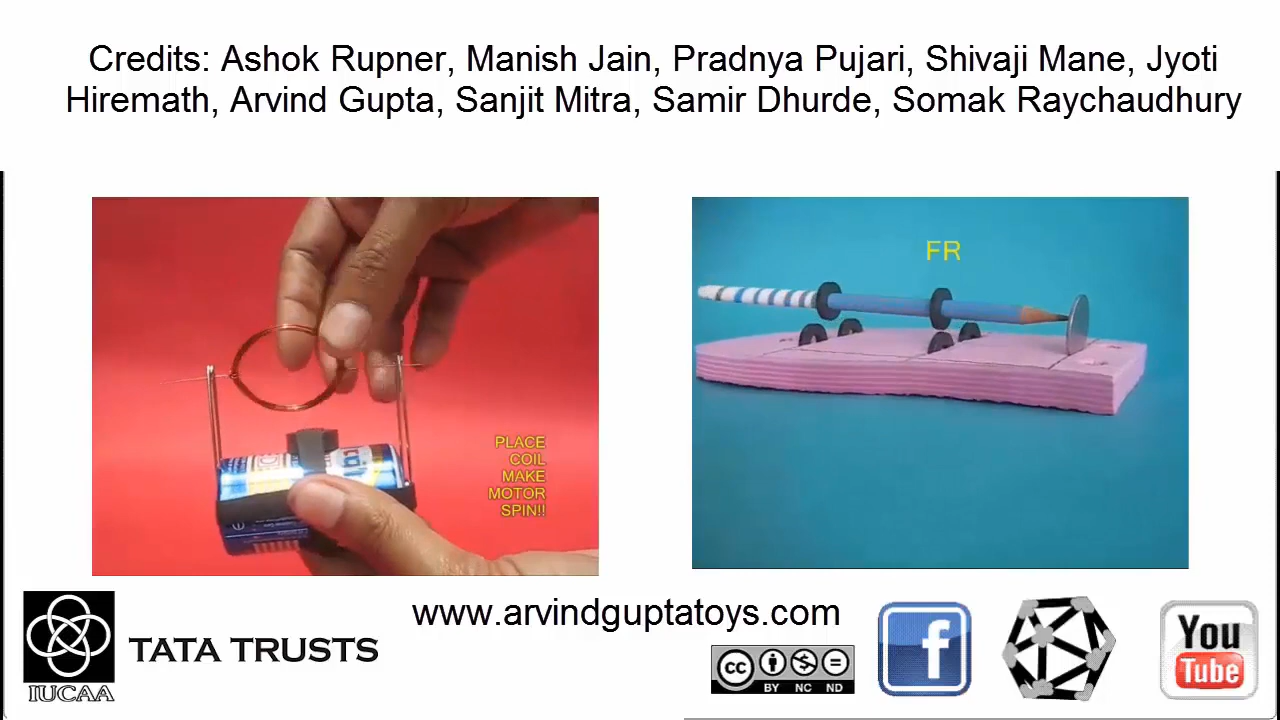 Credits: Ashok Rupner, Manish Jain, Pradnya Pujari, Shivaji Mane, Jyoti
Hiremath, Arvind Gupta, Sanjit Mitra, Samir Dhurde, Somak Raychaudhury
FR
PLACE
COIL
MAKE
MOTOR
SPIN!!
www.arvindguptatoys.com
IUCAA
TATA TRUSTS
cc
BY NC ND
f
You
Tube